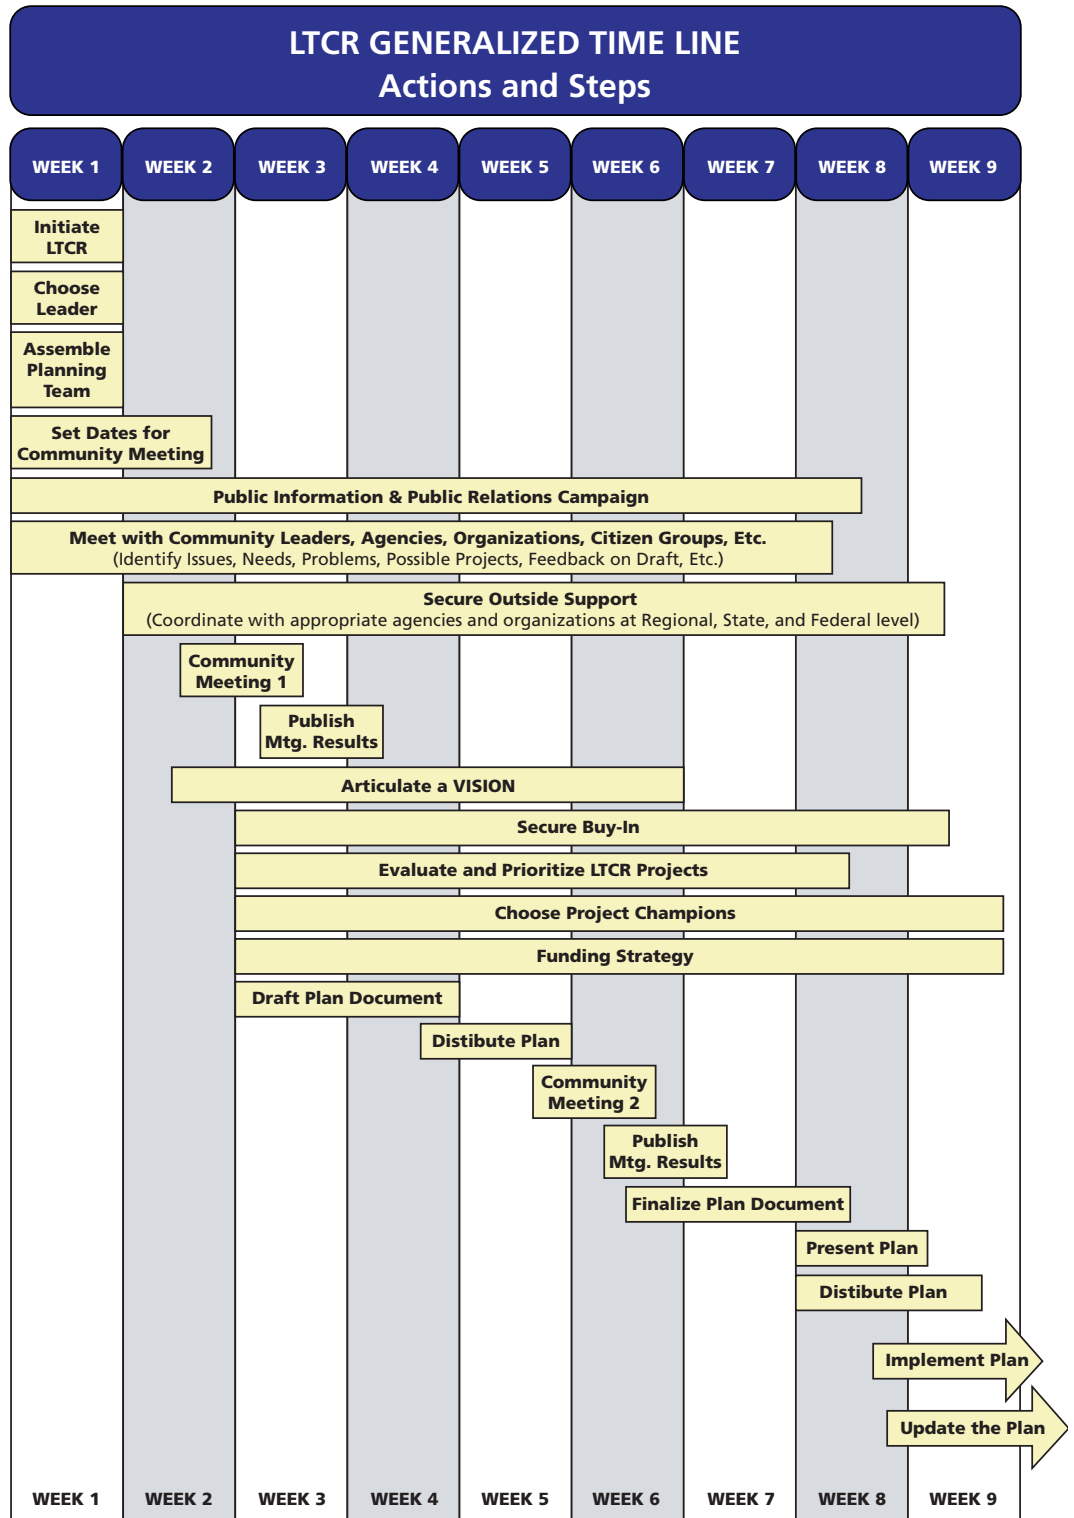 LTCR GENERALIZED TIME LINE
Actions and Steps
WEEK 1 WEEK 2 WEEK 3 WEEK 4 WEEK 5 WEEK 6 WEEK 7 WEEK 8 WEEK 9
Initiate
LTCR
Choose
Leader
Assemble
Planning
Team
Set Dates for
Community Meeting
Public Information & Public Relations Campaign
Meet with Community Leaders, Agencies, Organizations, Citizen Groups, Etc.
(Identify Issues, Needs, Problems, Possible Projects, Feedback on Draft, Etc.)
Secure Outside Support
(Coordinate with appropriate agencies and organizations at Regional, State, and Federal level)
Community
Meeting 1
Publish
Mtg. Results
Articulate a VISION
Secure Buy-In
Evaluate and Prioritize LTCR Projects
Choose Project Champions
Funding Strategy
Draft Plan Document
Distibute Plan
Community
Meeting 2
Publish
Mtg. Results
Finalize Plan Document
Present Plan
Distibute Plan
Implement Plan
Update the Plan
WEEK 1 WEEK 2 WEEK 3 WEEK 4 WEEK 5 WEEK 6 WEEK 7 WEEK 8 WEEK 9